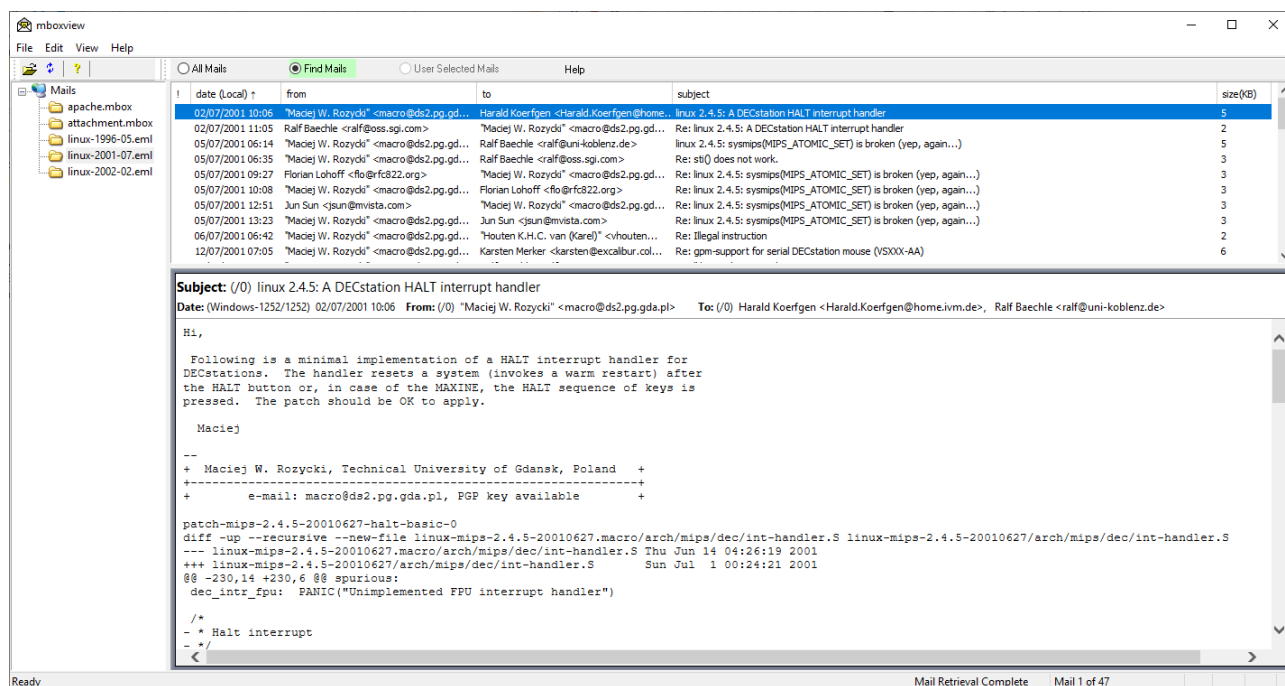 mboxview
File Edit View Help
All Mails Find Mails User Selected Mails Help
Mails
apache.mbox
attachment.mbox
linux-1996-05.eml
linux-2001-07.eml
linux-2002-02.eml
! date (Local) ↑ from to subject size(KB)
02/07/2001 10:06 "Maciej W. Rozycki" <macro@ds2.pg.gd... Harald Koerfgen <Harald.Koerfgen@home.. linux 2.4.5: A DECstation HALT interrupt handler 5
02/07/2001 11:05 Ralf Baechle <ralf@oss.sgi.com> "Maciej W. Rozycki" <macro@ds2.pg.gd... Re: linux 2.4.5: A DECstation HALT interrupt handler 2
05/07/2001 06:14 "Maciej W. Rozycki" <macro@ds2.pg.gd... Ralf Baechle <ralf@uni-koblenz.de> linux 2.4.5: sysmips(MIPS_ATOMIC_SET) is broken (yep, again...) 5
05/07/2001 06:35 "Maciej W. Rozycki" <macro@ds2.pg.gd... Ralf Baechle <ralf@oss.sgi.com> Re: sti() does not work. 3
05/07/2001 09:27 Florian Lohoff <flo@rfc822.org> "Maciej W. Rozycki" <macro@ds2.pg.gd... Re: linux 2.4.5: sysmips(MIPS_ATOMIC_SET) is broken (yep, again...) 3
05/07/2001 10:08 "Maciej W. Rozycki" <macro@ds2.pg.gd... Florian Lohoff <flo@rfc822.org> Re: linux 2.4.5: sysmips(MIPS_ATOMIC_SET) is broken (yep, again...) 3
05/07/2001 12:51 Jun Sun <jsun@mvista.com> "Maciej W. Rozycki" <macro@ds2.pg.gd... Re: linux 2.4.5: sysmips(MIPS_ATOMIC_SET) is broken (yep, again...) 3
05/07/2001 13:23 "Maciej W. Rozycki" <macro@ds2.pg.gd... Jun Sun <jsun@mvista.com> Re: linux 2.4.5: sysmips(MIPS_ATOMIC_SET) is broken (yep, again...) 3
06/07/2001 06:42 "Maciej W. Rozycki" <macro@ds2.pg.gd... "Houten K.H.C. van (Karel)" <vhouten... Re: Illegal instruction 2
12/07/2001 07:05 "Maciej W. Rozycki" <macro@ds2.pg.gd... Karsten Merker <karsten@excalibur.col... Re: gpm-support for serial DECstation mouse (VSXXX-AA) 6
Subject: (/0) linux 2.4.5: A DECstation HALT interrupt handler
Date: (Windows-1252/1252) 02/07/2001 10:06 From: (/0) "Maciej W. Rozycki" <macro@ds2.pg.gda.pl> To: (/0) Harald Koerfgen <Harald.Koerfgen@home.ivm.de>, Ralf Baechle <ralf@uni-koblenz.de>
Hi,
Following is a minimal implementation of a HALT interrupt handler for
DECstations. The handler resets a system (invokes a warm restart) after
the HALT button or, in case of the MAXINE, the HALT sequence of keys is
pressed. The patch should be OK to apply.
Maciej
--
+ Maciej W. Rozycki, Technical University of Gdansk, Poland +
+--------------------------------------------------------------+
+ e-mail: macro@ds2.pg.gda.pl, PGP key available +
patch-mips-2.4.5-20010627-halt-basic-0
diff -up --recursive --new-file linux-mips-2.4.5-20010627.macro/arch/mips/dec/int-handler.S linux-mips-2.4.5-20010627/arch/mips/dec/int-handler.S
--- linux-mips-2.4.5-20010627.macro/arch/mips/dec/int-handler.S Thu Jun 14 04:26:19 2001
+++ linux-mips-2.4.5-20010627/arch/mips/dec/int-handler.S Sun Jul 1 00:24:21 2001
@@ -230,14 +230,6 @@ spurious:
dec_intr_fpu: PANIC("Unimplemented FPU interrupt handler")
/*
- * Halt interrupt
- */
Ready Mail Retrieval Complete Mail 1 of 47